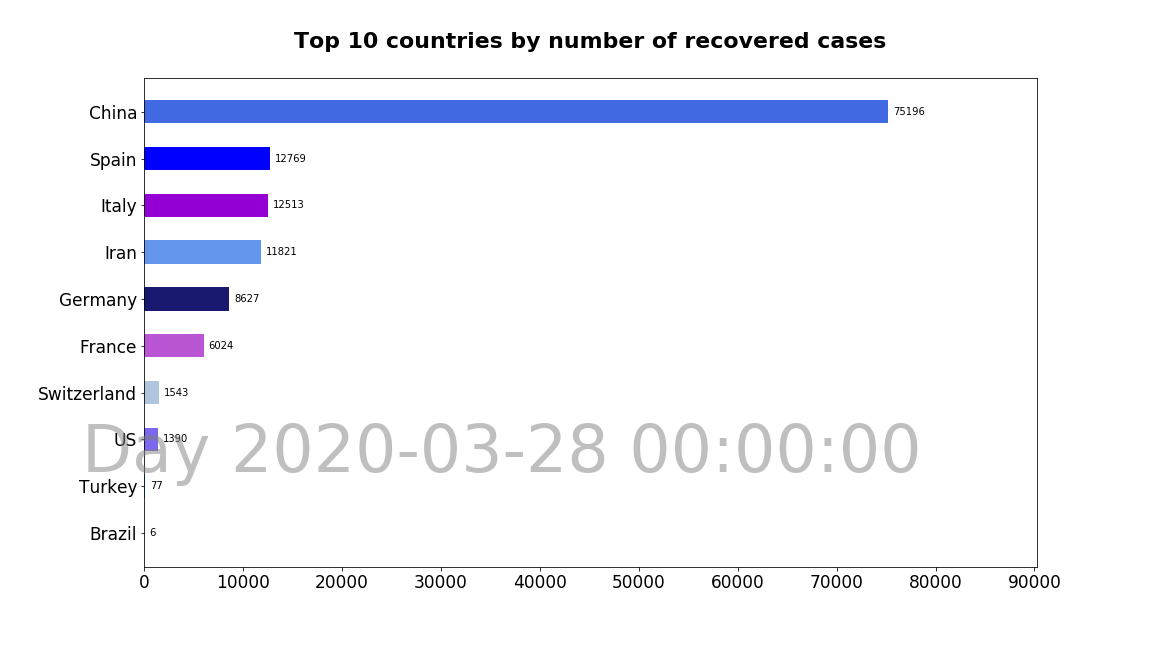 Top 10 countries by number of recovered cases
China 75196
Spain 12769
Italy 12513
Iran 11821
Germany 8627
France 6024
Switzerland 1543
US 1390
Day 2020-03-28 00:00:00
Turkey 77
Brazil 6
0 10000 20000 30000 40000 50000 60000 70000 80000 90000